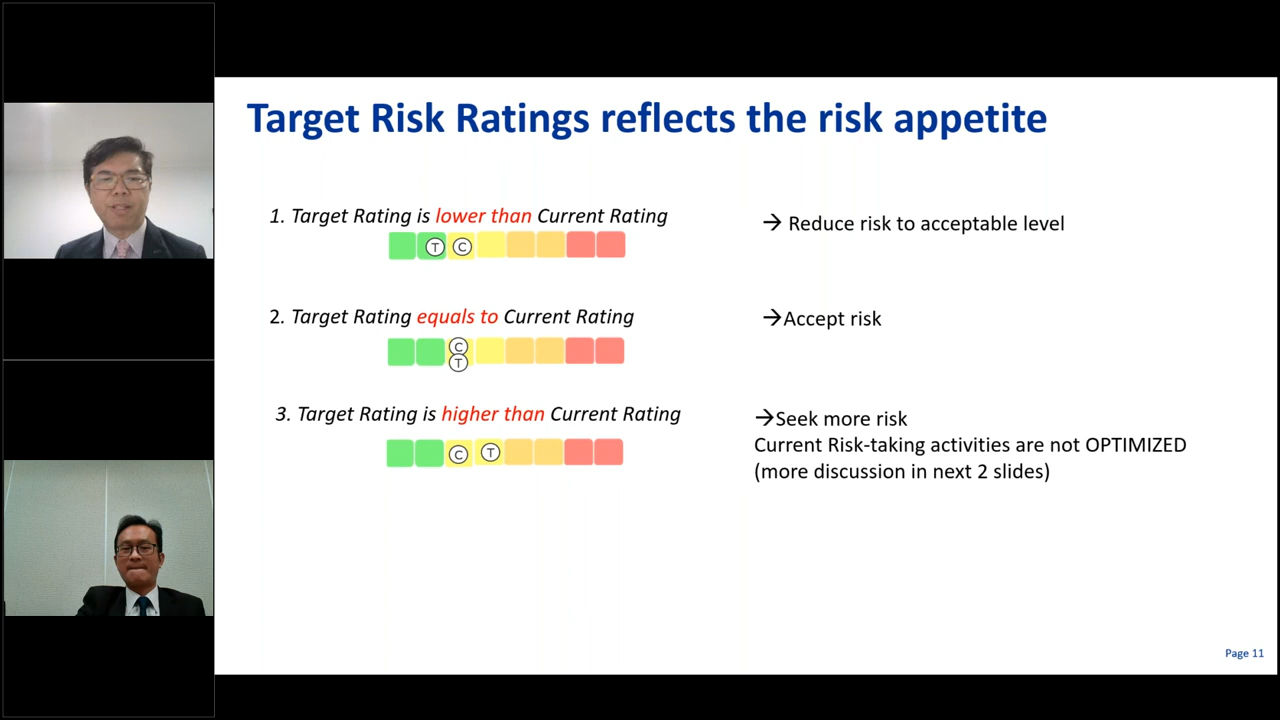 Target Risk Ratings reflects the risk appetite
1. Target Rating is lower than Current Rating
→ Reduce risk to acceptable level
T C
2. Target Rating equals to Current Rating
→Accept risk
C
T
3. Target Rating is higher than Current Rating
→Seek more risk
Current Risk-taking activities are not OPTIMIZED
(more discussion in next 2 slides)
C T
Page 11